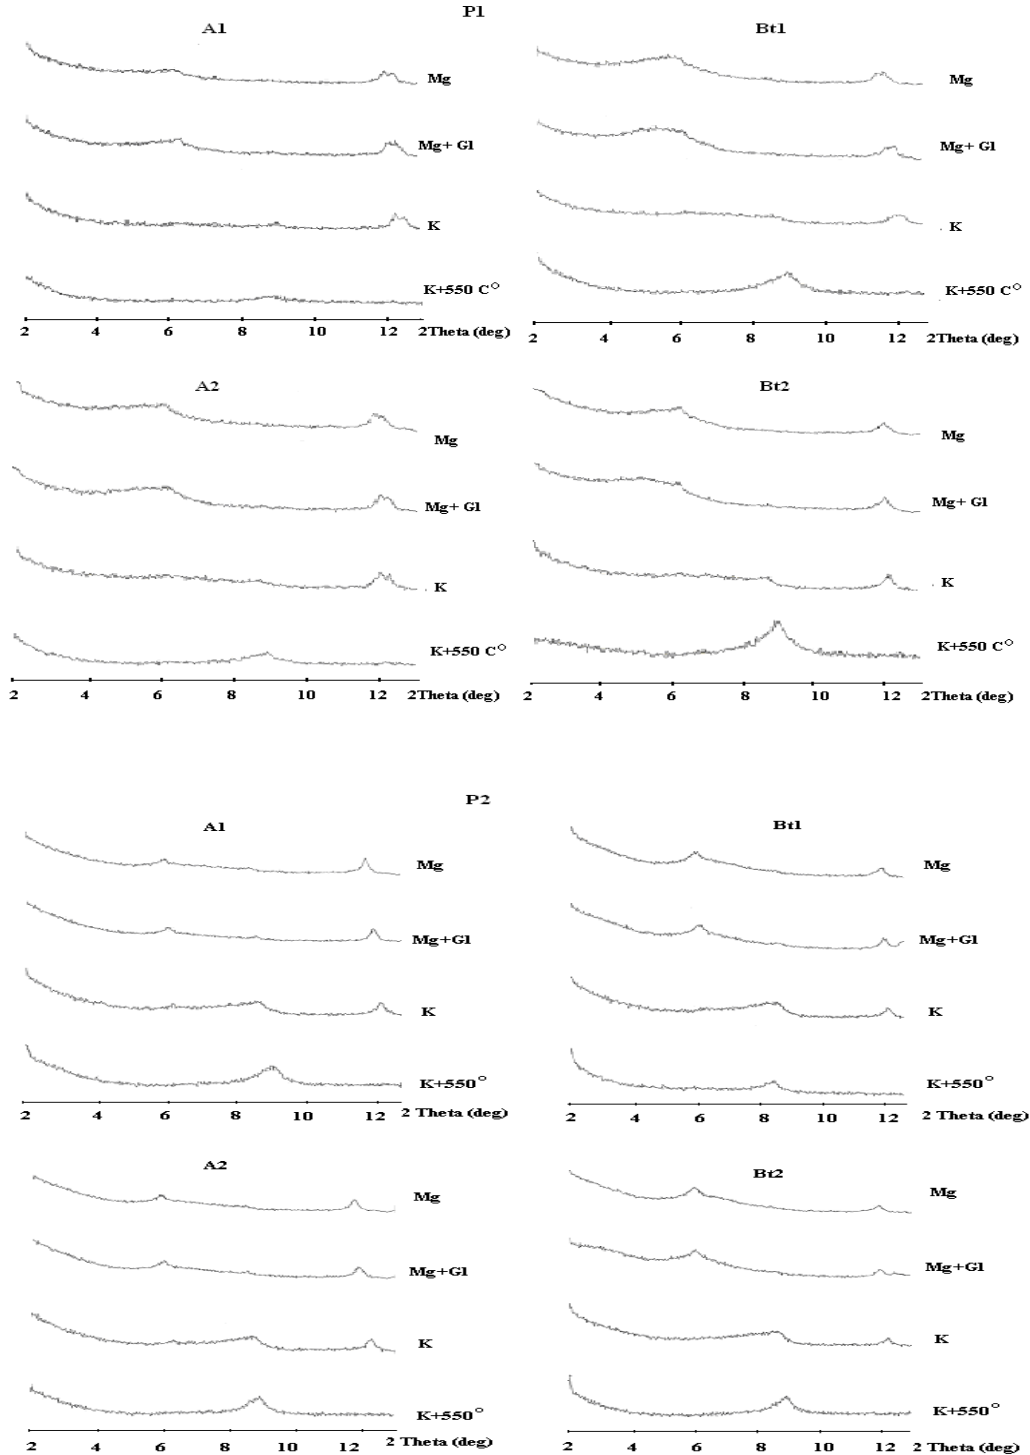 P1
A1 Bt1
Mg Mg
Mg+ Gl Mg+ Gl
K . K
K+550 C° K+550 C°
2 4 6 8 10 12 2Theta (deg) 2 4 6 8 10 12 2Theta (deg)
A2 Bt2
Mg Mg
Mg+ Gl Mg+ Gl
. K . K
K+550 C° K+550 C°
2 4 6 8 10 12 2Theta (deg) 2 4 6 8 10 12 2Theta (deg)
P2
A1 Bt1
Mg Mg
Mg+Gl Mg+Gl
K K
K+550° K+550°
2 4 6 8 10 12 2 Theta (deg) 2 4 6 8 10 12 2 Theta (deg)
A2 Bt2
Mg Mg
Mg+Gl Mg+Gl
K K
K+550° K+550°
2 4 6 8 10 12 2 Theta (deg) 2 4 6 8 10 12 2 Theta (deg)